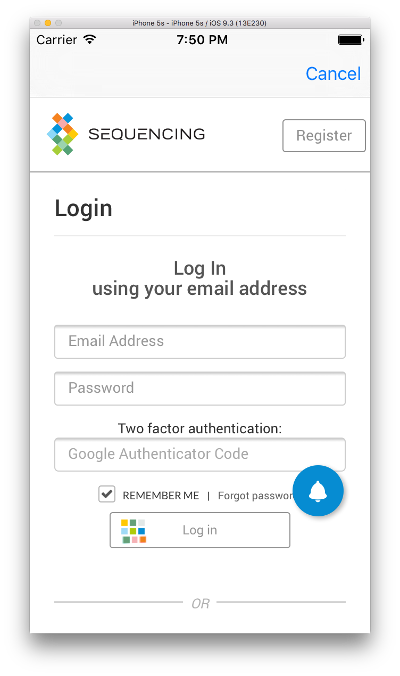 iPhone 5s - iPhone 5s / iOS 9.3 (13E230)
Carrier 7:50 PM
Cancel
SEQUENCING Register
Login
Log In
using your email address
Email Address
Password
Two factor authentication:
Google Authenticator Code
REMEMBER ME | Forgot passwor
Log in
OR